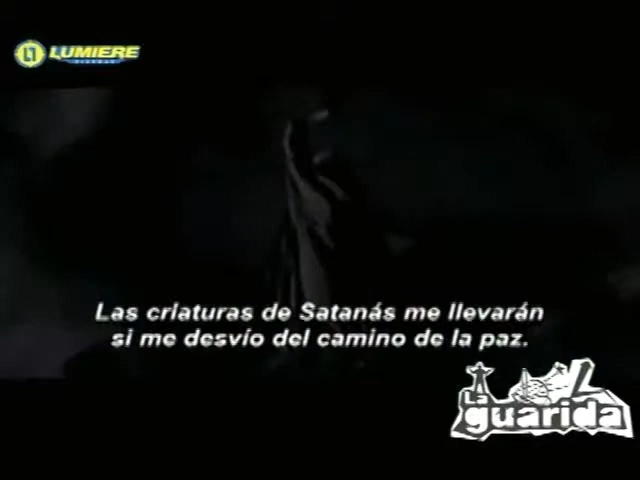 LUMIERE
Las criaturas de Satanás me llevarán
si me desvío del camino de la paz.
La
guarida